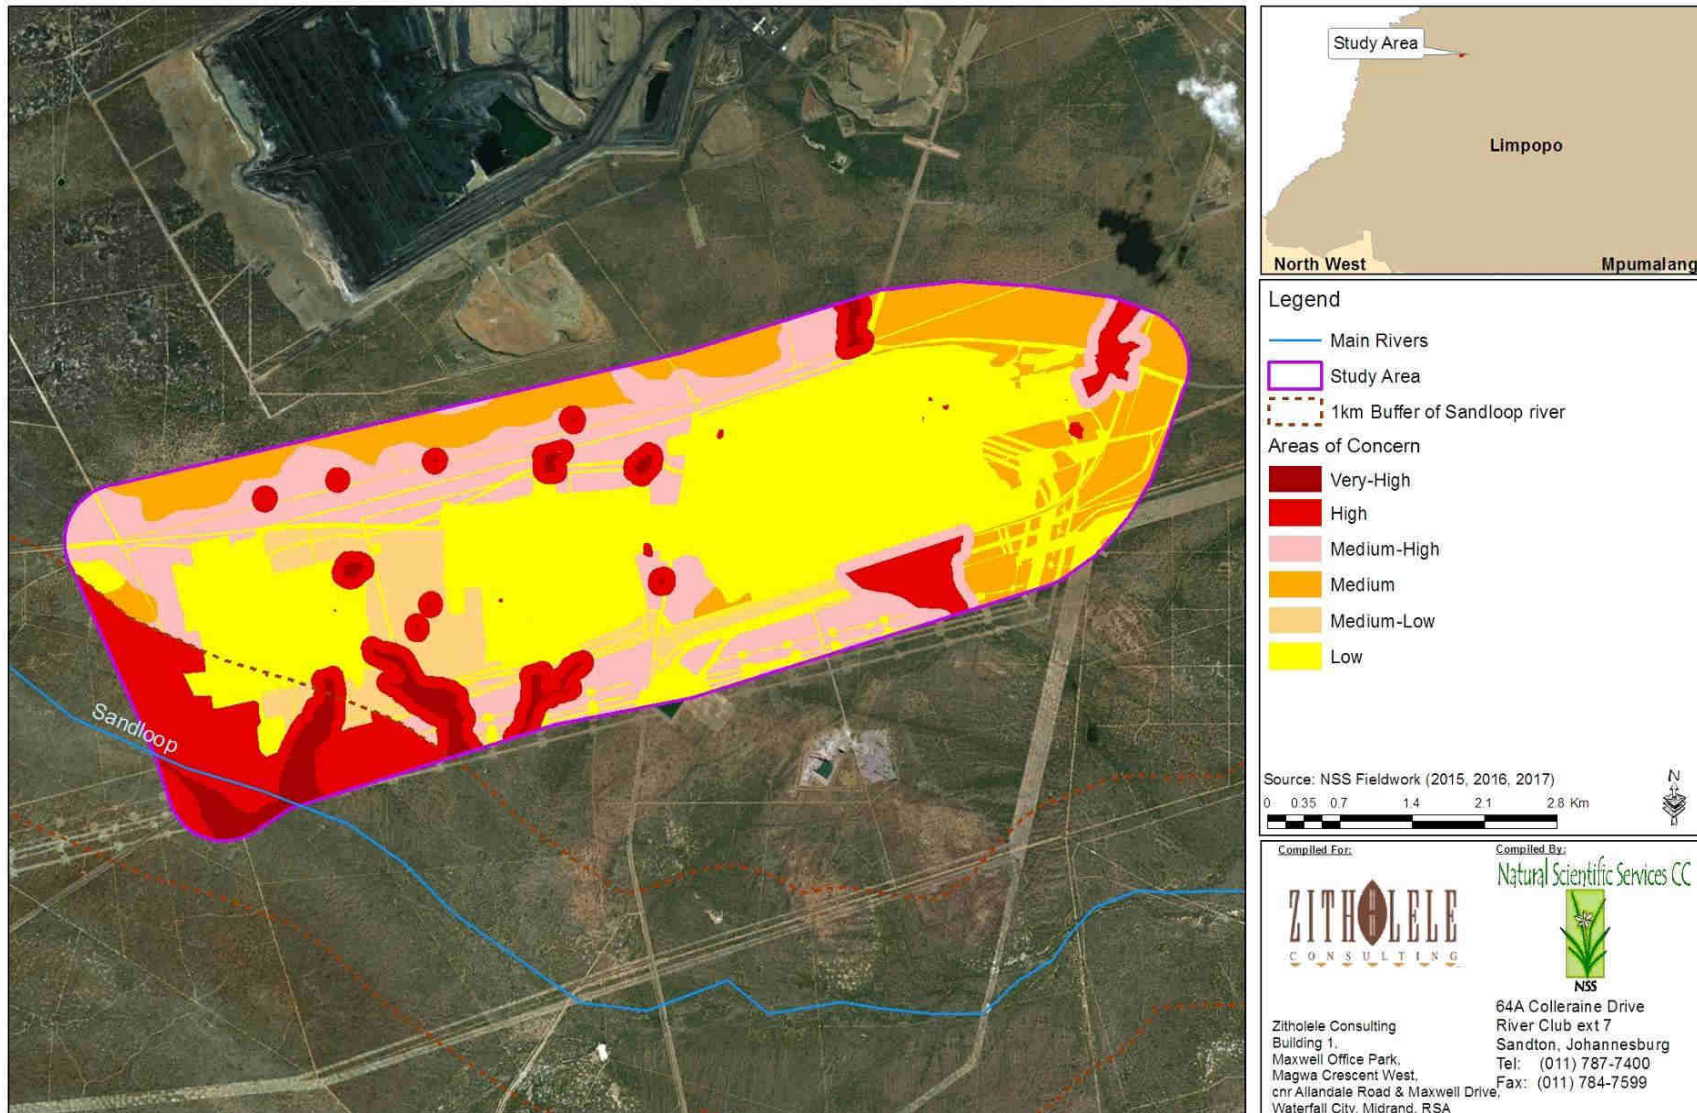 Sandloop
Study Area
Limpopo
North West
Mpumalang
Legend
Main Rivers
Study Area
1km Buffer of Sandloop river
Areas of Concern
Very-High
High
Medium-High
Medium
Medium-Low
Low
Source: NSS Fieldwork (2015, 2016, 2017)
0 0.35 0.7 1.4 2.1 2.8 Km
N
Compiled For:
ZITHOLELE
CONSULTING
Zitholele Consulting
Building 1,
Maxwell Office Park,
Magwa Crescent West,
cnr Allandale Road & Maxwell Drive,
Waterfall City, Midrand, RSA
Compiled By:
Natural Scientific Services CC
NSS
64A Colleraine Drive
River Club ext 7
Sandton, Johannesburg
Tel: (011) 787-7400
Fax: (011) 784-7599